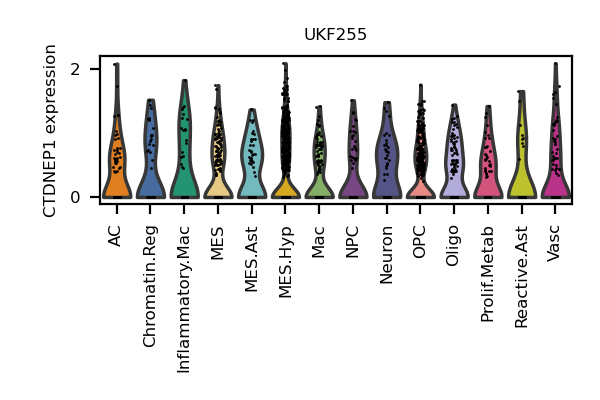 UKF255
CTDNEP1 expression
2
0
AC
Chromatin.Reg
Inflammatory.Mac
MES
MES.Ast
MES.Hyp
Mac
NPC
Neuron
OPC
Oligo
Prolif.Metab
Reactive.Ast
Vasc